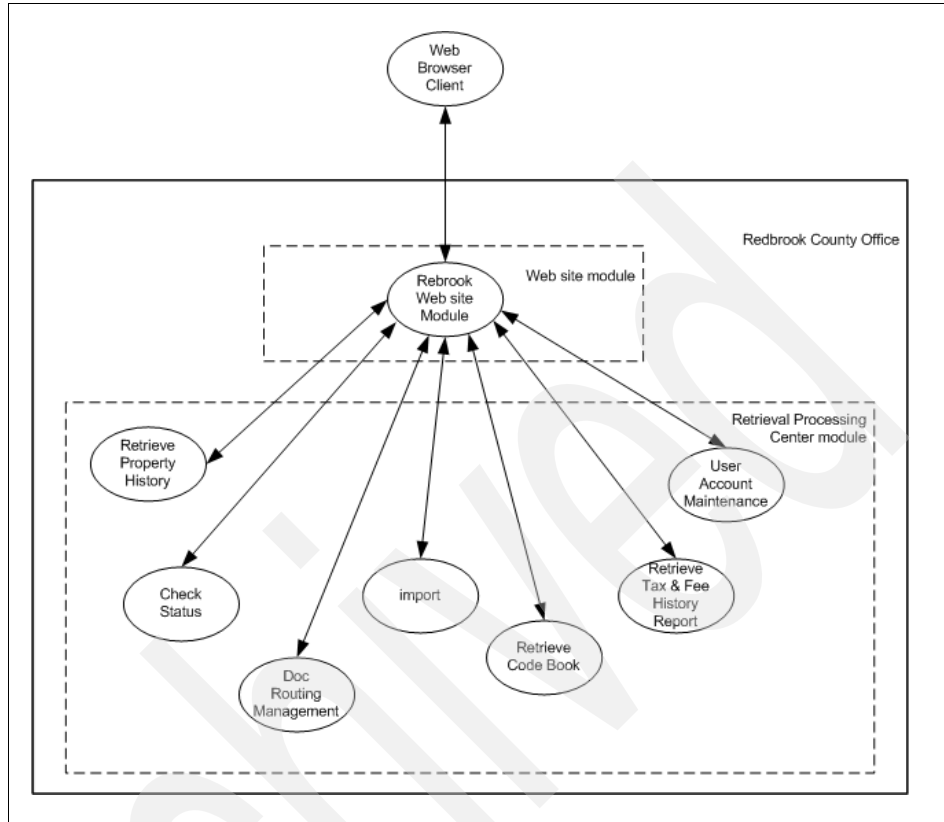 Web
Browser
Client
Redbrook County Office
Web site module
Rebrook
Web site
Module
Retrieval Processing
Center module
Retrieve
Property
History
User
Account
Maintenance
Check
Status
import
Retrieve
Tax & Fee
History
Report
Retrieve
Code Book
Doc
Routing
Management